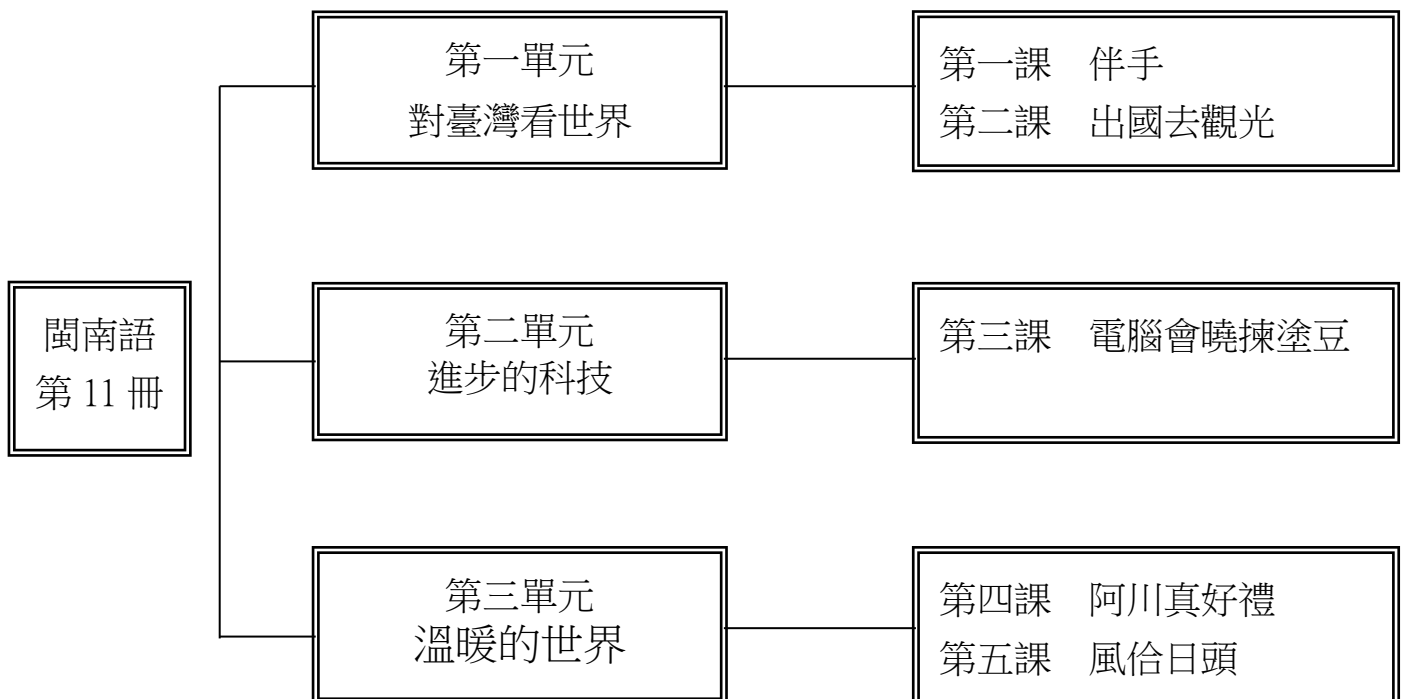 閩南語
第 11 冊
第一單元
對臺灣看世界
第一課　伴手
第二課　出國去觀光
第二單元
進步的科技
第三課　電腦會曉揀塗豆
第三單元
溫暖的世界
第四課　阿川真好禮
第五課　風佮日頭